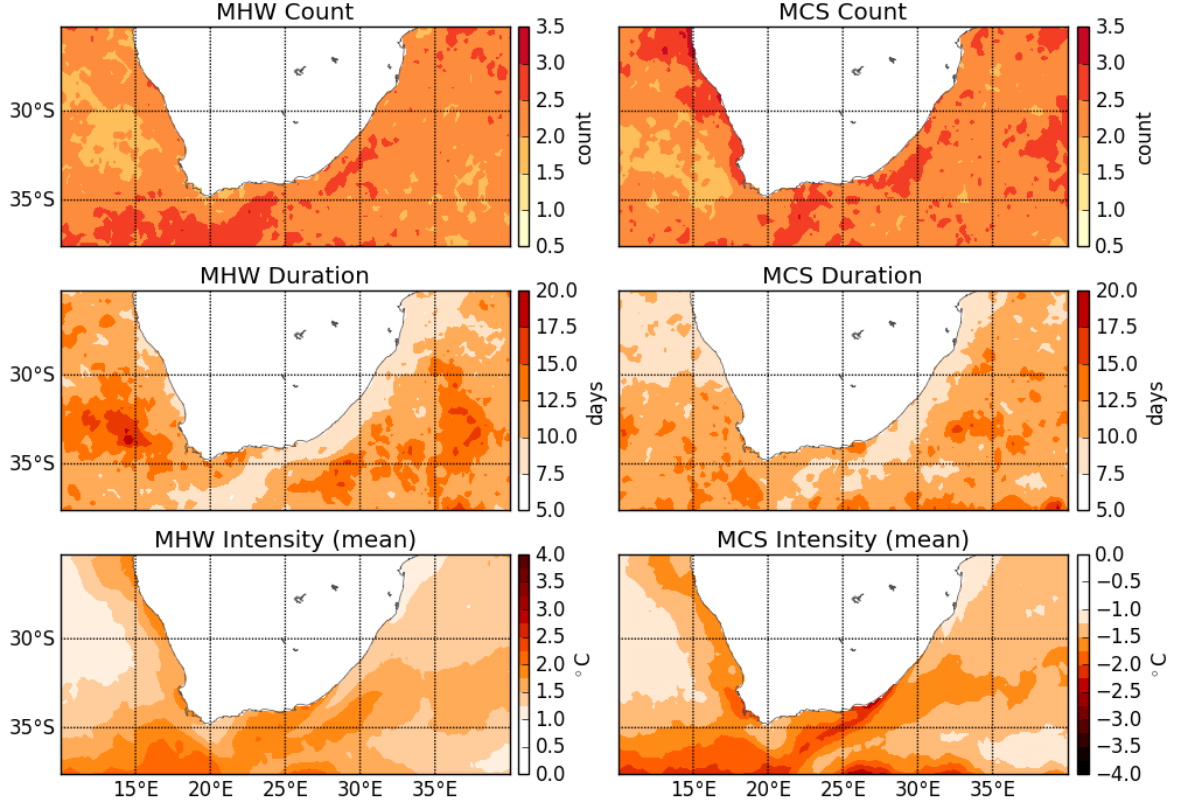 MHW Count
MCS Count
30°S
35°S
3.5
3.0
2.5
2.0
1.5
1.0
0.5
count
3.5
3.0
2.5
2.0
1.5
1.0
0.5
count
MHW Duration
MCS Duration
30°S
35°S
20.0
17.5
15.0
12.5
10.0
7.5
5.0
days
20.0
17.5
15.0
12.5
10.0
7.5
5.0
days
MHW Intensity (mean)
MCS Intensity (mean)
30°S
35°S
4.0
3.5
3.0
2.5
2.0
1.5
1.0
0.5
0.0
°C
0.0
−0.5
−1.0
−1.5
−2.0
−2.5
−3.0
−3.5
−4.0
°C
15°E 20°E 25°E 30°E 35°E
15°E 20°E 25°E 30°E 35°E